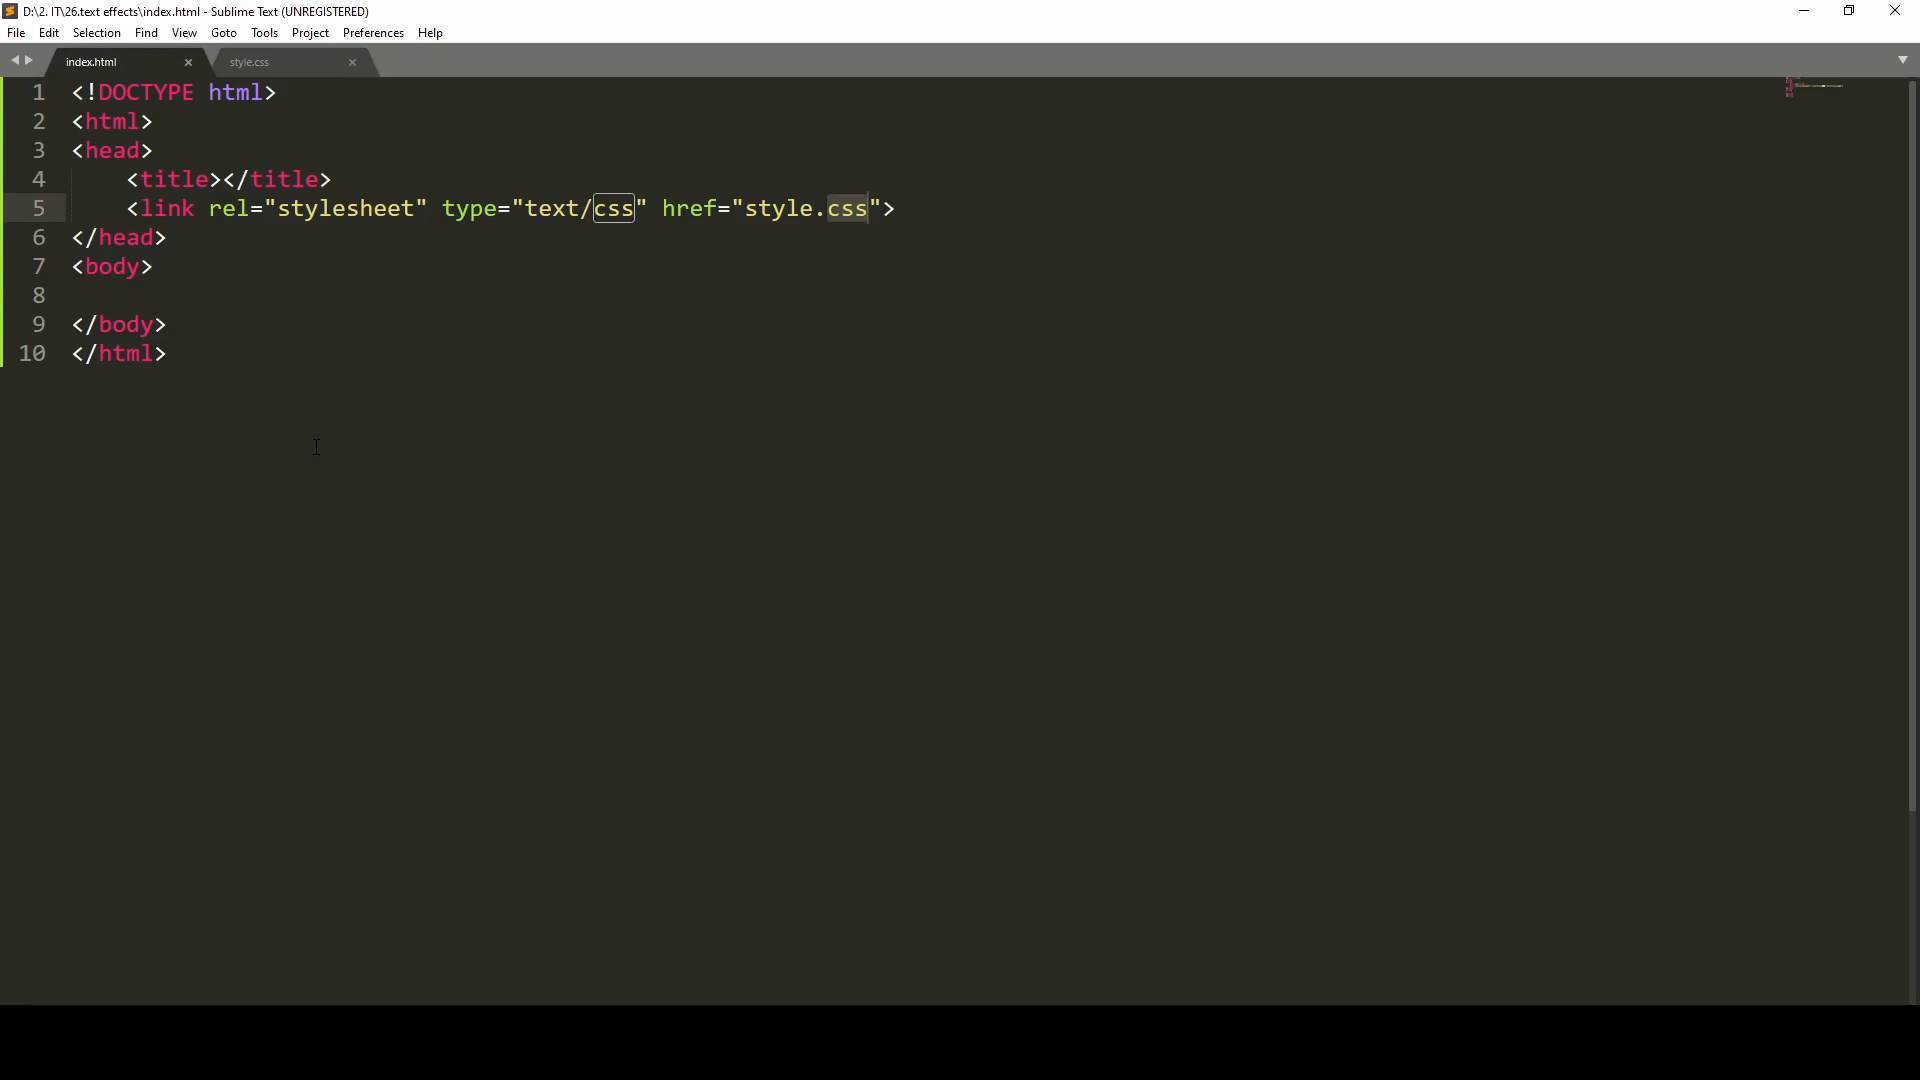 D:\2. IT\26.text effects\index.html - Sublime Text (UNREGISTERED)
File Edit Selection Find View Goto Tools Project Preferences Help
index.html × style.css ×
1 <!DOCTYPE html>
2 <html>
3 <head>
4 <title></title>
5 <link rel="stylesheet" type="text/css" href="style.css">
6 </head>
7 <body>
8
9 </body>
10 </html>